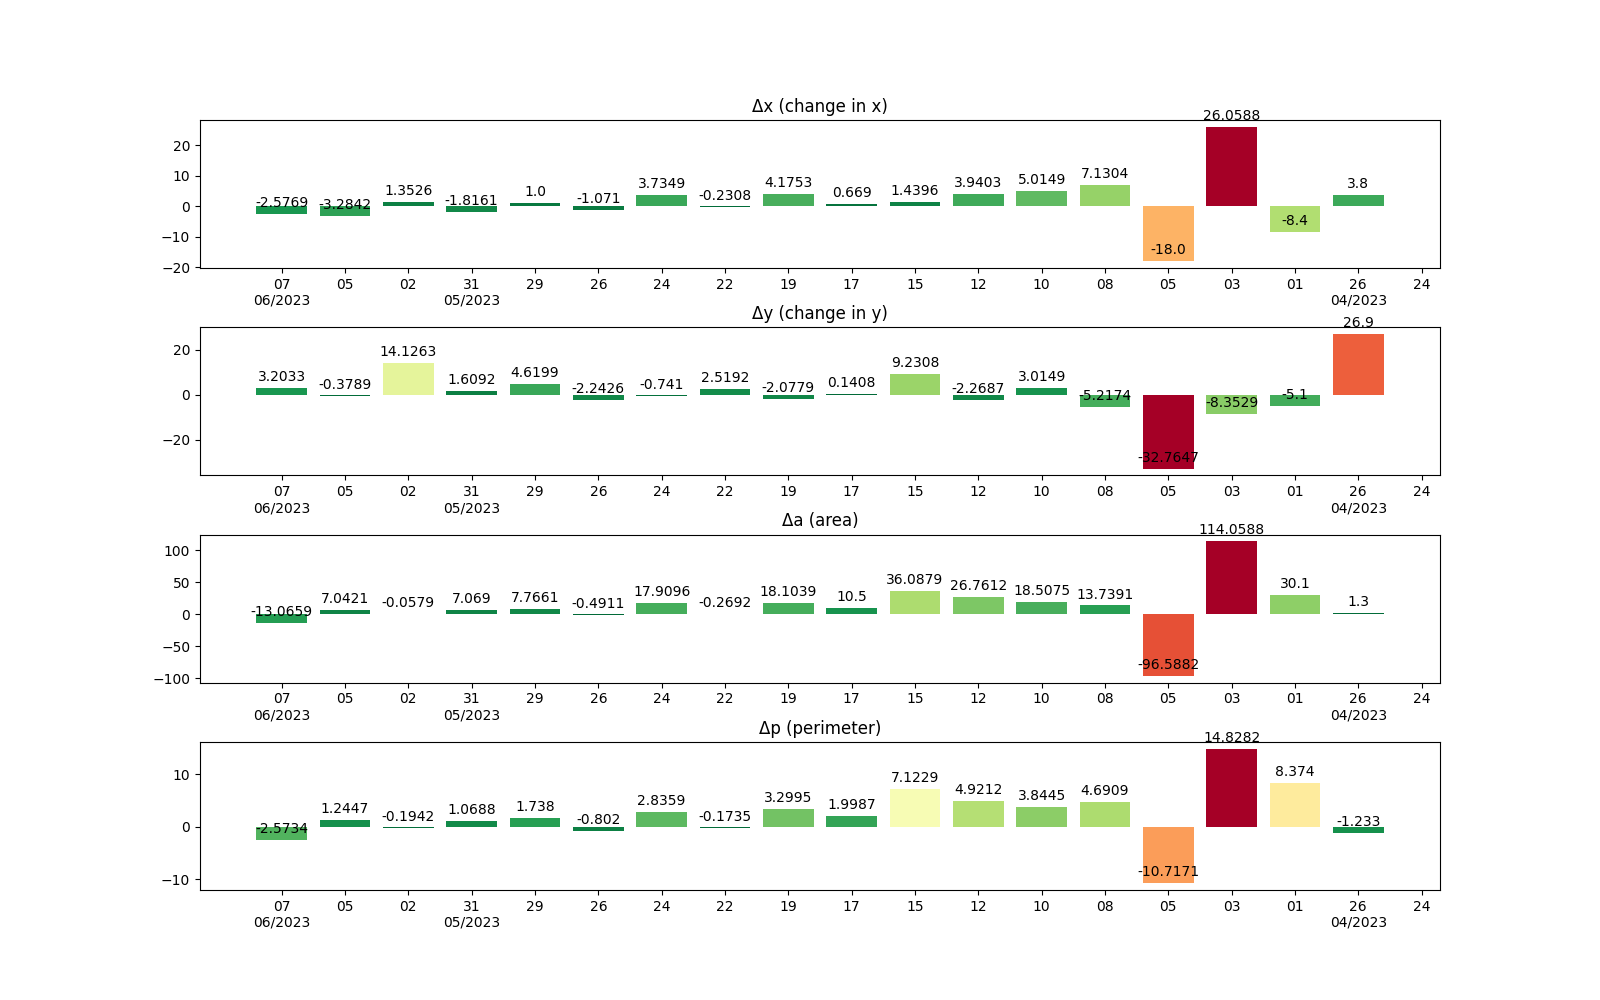 Δx (change in x)
20
10
0
−10
−20
-2.5769 -3.2842 1.3526 -1.8161 1.0 -1.071 3.7349 -0.2308 4.1753 0.669 1.4396 3.9403 5.0149 7.1304 -18.0 26.0588 -8.4 3.8
07 05 02 31 29 26 24 22 19 17 15 12 10 08 05 03 01 26 24
06/2023 05/2023 04/2023
Δy (change in y)
20
0
−20
3.2033 -0.3789 14.1263 1.6092 4.6199 -2.2426 -0.741 2.5192 -2.0779 0.1408 9.2308 -2.2687 3.0149 -5.2174 -32.7647 -8.3529 -5.1 26.9
07 05 02 31 29 26 24 22 19 17 15 12 10 08 05 03 01 26 24
06/2023 05/2023 04/2023
Δa (area)
100
50
0
−50
−100
-13.0659 7.0421 -0.0579 7.069 7.7661 -0.4911 17.9096 -0.2692 18.1039 10.5 36.0879 26.7612 18.5075 13.7391 -96.5882 114.0588 30.1 1.3
07 05 02 31 29 26 24 22 19 17 15 12 10 08 05 03 01 26 24
06/2023 05/2023 04/2023
Δp (perimeter)
10
0
−10
-2.5734 1.2447 -0.1942 1.0688 1.738 -0.802 2.8359 -0.1735 3.2995 1.9987 7.1229 4.9212 3.8445 4.6909 -10.7171 14.8282 8.374 -1.233
07 05 02 31 29 26 24 22 19 17 15 12 10 08 05 03 01 26 24
06/2023 05/2023 04/2023